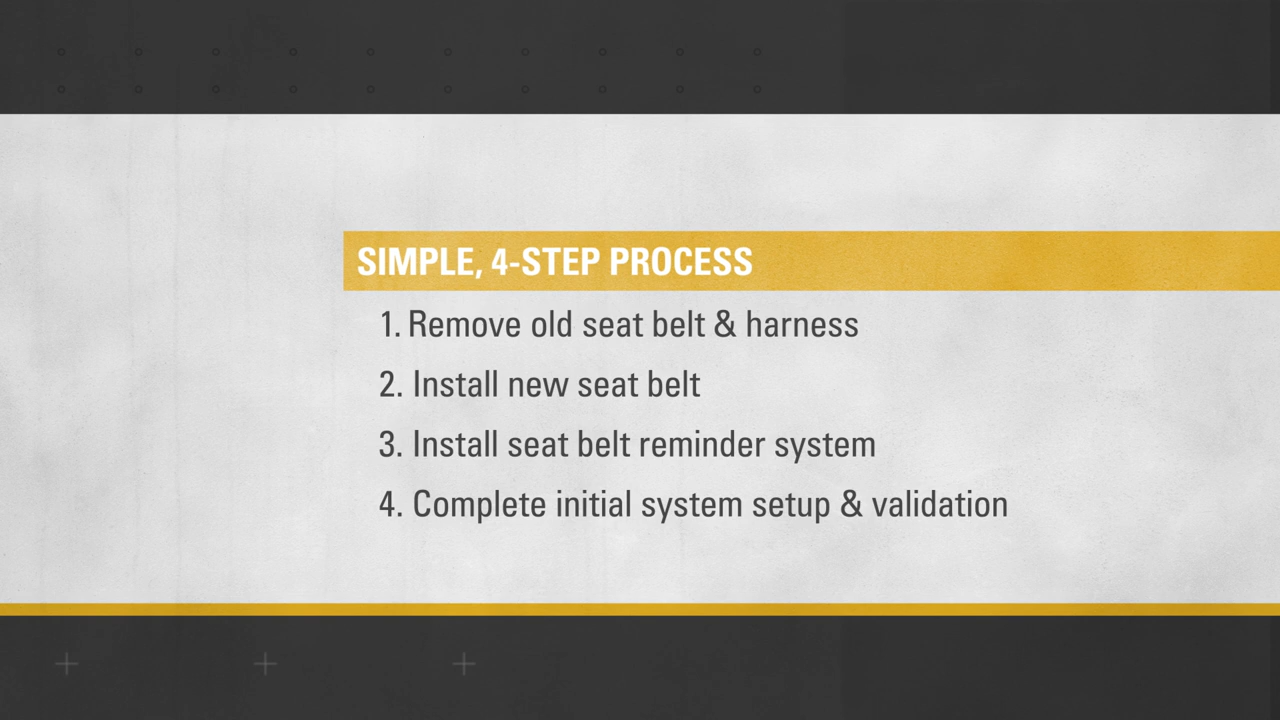 SIMPLE, 4-STEP PROCESS
1. Remove old seat belt & harness
2. Install new seat belt
3. Install seat belt reminder system
4. Complete initial system setup & validation